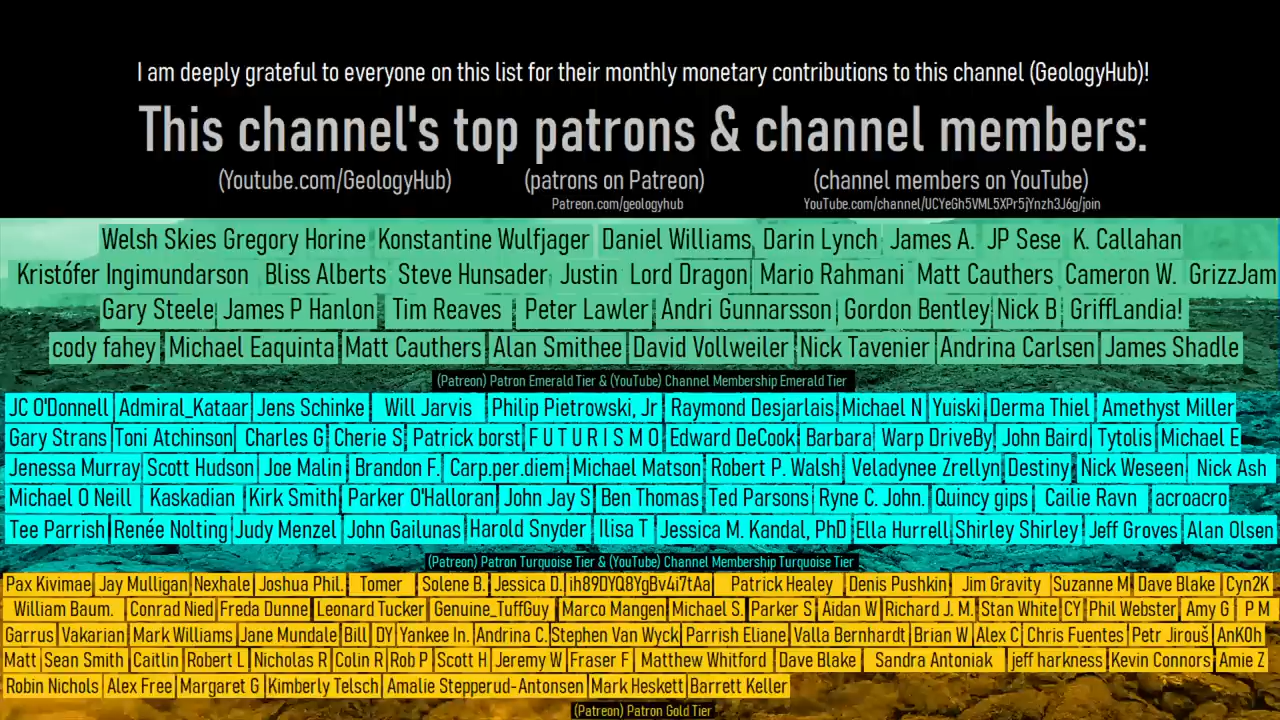 I am deeply grateful to everyone on this list for their monthly monetary contributions to this channel (GeologyHub)!
This channel's top patrons & channel members:
(Youtube.com/GeologyHub) (patrons on Patreon) (channel members on YouTube)
Patreon.com/geologyhub YouTube.com/channel/UCYeGh5VML5XPr5jYnzh3J6g/join
Welsh Skies Gregory Horine Konstantine Wulfjager Daniel Williams Darin Lynch James A. JP Sese K. Callahan
Kristófer Ingimundarson Bliss Alberts Steve Hunsader Justin Lord Dragon Mario Rahmani Matt Cauthers Cameron W. GrizzJam
Gary Steele James P Hanlon Tim Reaves Peter Lawler Andri Gunnarsson Gordon Bentley Nick B GriffLandia!
cody fahey Michael Eaquinta Matt Cauthers Alan Smithee David Vollweiler Nick Tavenier Andrina Carlsen James Shadle
(Patreon) Patron Emerald Tier & (YouTube) Channel Membership Emerald Tier
JC O'Donnell Admiral_Kataar Jens Schinke Will Jarvis Philip Pietrowski, Jr Raymond Desjarlais Michael N Yuiski Derma Thiel Amethyst Miller
Gary Strans Toni Atchinson Charles G Cherie S Patrick borst F U T U R I S M O Edward DeCook Barbara Warp DriveBy John Baird Tytolis Michael E
Jenessa Murray Scott Hudson Joe Malin Brandon F. Carp.per.diem Michael Matson Robert P. Walsh Veladynee Zrellyn Destiny Nick Weseen Nick Ash
Michael O Neill Kaskadian Kirk Smith Parker O'Halloran John Jay S Ben Thomas Ted Parsons Ryne C. John. Quincy gips Cailie Ravn acroacro
Tee Parrish Renée Nolting Judy Menzel John Gailunas Harold Snyder Ilisa T Jessica M. Kandal, PhD Ella Hurrell Shirley Shirley Jeff Groves Alan Olsen
(Patreon) Patron Turquoise Tier & (YouTube) Channel Membership Turquoise Tier
Pax Kivimae Jay Mulligan Nexhale Joshua Phil. Tomer Solene B. Jessica D. ih89DYQ8YgBv4i7tAa Patrick Healey Denis Pushkin Jim Gravity Suzanne M Dave Blake Cyn2K
William Baum. Conrad Nied Freda Dunne Leonard Tucker Genuine_TuffGuy Marco Mangen Michael S. Parker S Aidan W Richard J. M. Stan White CY Phil Webster Amy G P M
Garrus Vakarian Mark Williams Jane Mundale Bill DY Yankee In. Andrina C. Stephen Van Wyck Parrish Eliane Valla Bernhardt Brian W Alex C Chris Fuentes Petr Jirouš AnK0h
Matt Sean Smith Caitlin Robert L Nicholas R Colin R Rob P Scott H Jeremy W Fraser F Matthew Whitford Dave Blake Sandra Antoniak jeff harkness Kevin Connors Amie Z
Robin Nichols Alex Free Margaret G Kimberly Telsch Amalie Stepperud-Antonsen Mark Heskett Barrett Keller
(Patreon) Patron Gold Tier